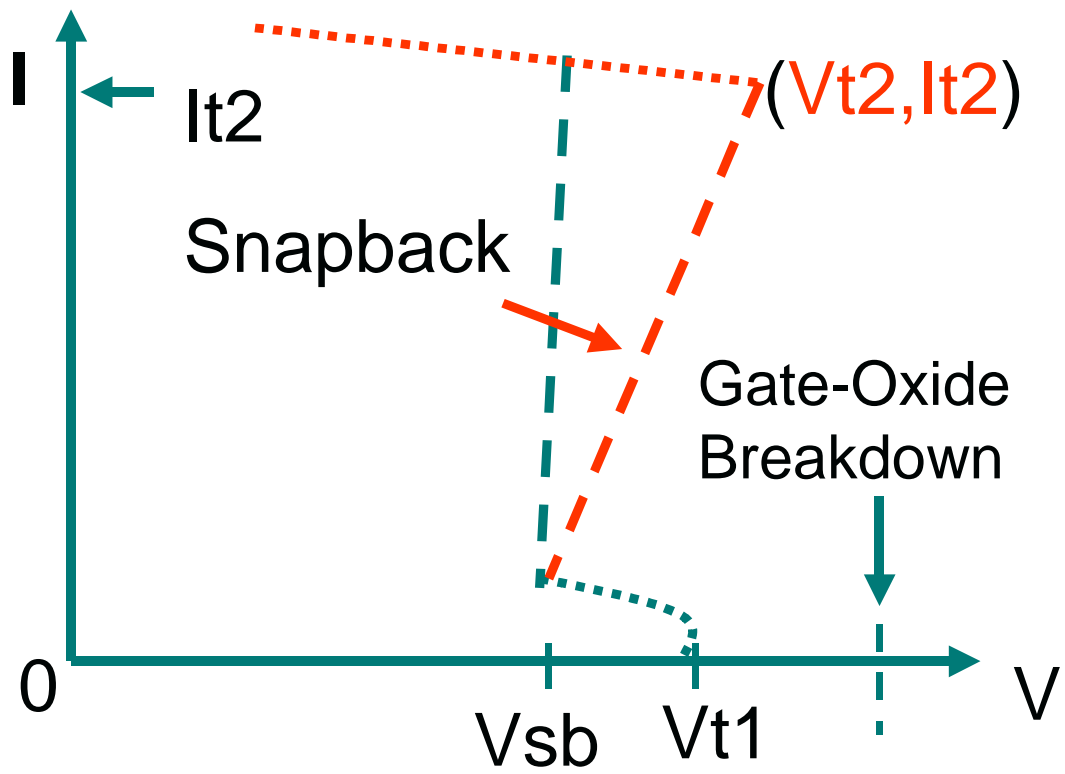 I
It2
(Vt2,It2)
Snapback
Gate-Oxide
Breakdown
0
V
Vsb
Vt1